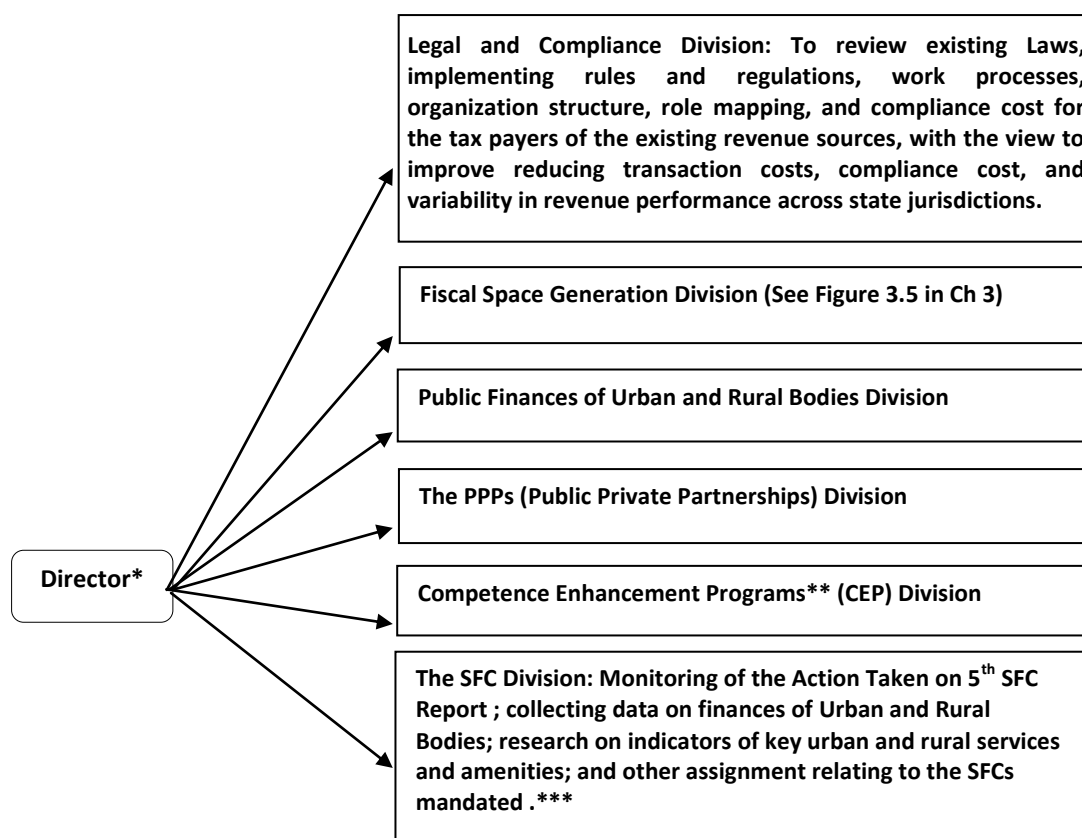 Legal and Compliance Division: To review existing Laws,
implementing rules and regulations, work processes,
organization structure, role mapping, and compliance cost for
the tax payers of the existing revenue sources, with the view to
improve reducing transaction costs, compliance cost, and
variability in revenue performance across state jurisdictions.
Fiscal Space Generation Division (See Figure 3.5 in Ch 3)
Public Finances of Urban and Rural Bodies Division
The PPPs (Public Private Partnerships) Division
Director*
Competence Enhancement Programs** (CEP) Division
The SFC Division: Monitoring of the Action Taken on 5th SFC
Report ; collecting data on finances of Urban and Rural
Bodies; research on indicators of key urban and rural services
and amenities; and other assignment relating to the SFCs
mandated .***